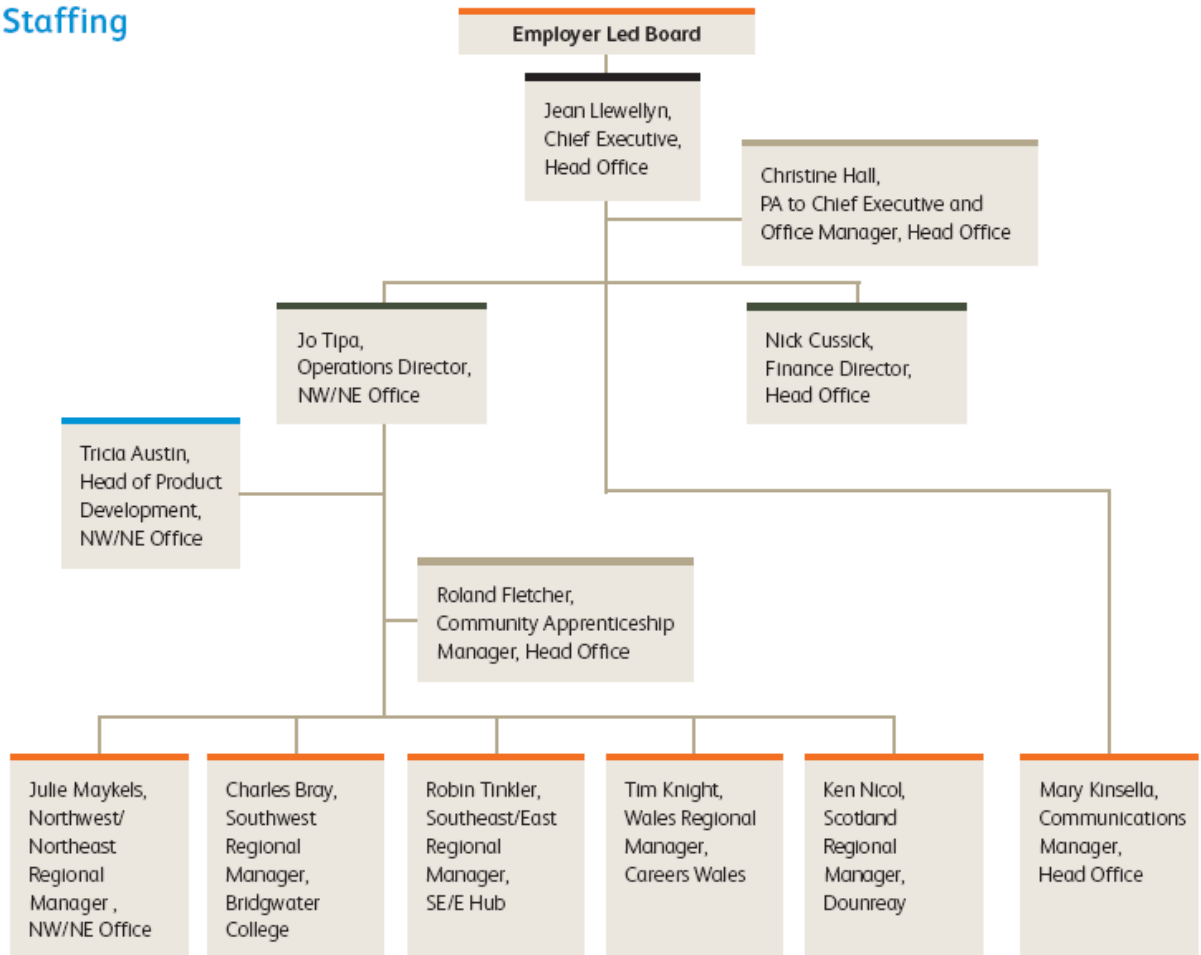 Staffing
Employer Led Board
Jean Llewellyn,
Chief Executive,
Head Office
Christine Hall,
PA to Chief Executive and
Office Manager, Head Office
Jo Tipa,
Operations Director,
NW/NE Office
Nick Cussick,
Finance Director,
Head Office
Tricia Austin,
Head of Product
Development,
NW/NE Office
Roland Fletcher,
Community Apprenticeship
Manager, Head Office
Julie Maykels,
Northwest/
Northeast
Regional
Manager ,
NW/NE Office
Charles Bray,
Southwest
Regional
Manager,
Bridgwater
College
Robin Tinkler,
Southeast/East
Regional
Manager,
SE/E Hub
Tim Knight,
Wales Regional
Manager,
Careers Wales
Ken Nicol,
Scotland
Regional
Manager,
Dounreay
Mary Kinsella,
Communications
Manager,
Head Office